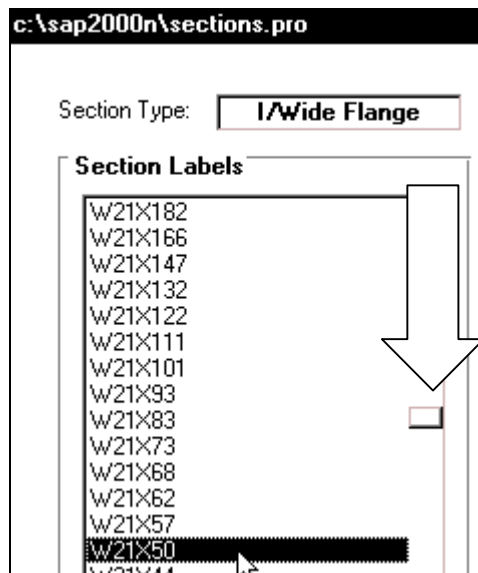 c:\sap2000n\sections.pro
Section Type: I/Wide Flange
Section Labels
W21X182
W21X166
W21X147
W21X132
W21X122
W21X111
W21X101
W21X93
W21X83
W21X73
W21X68
W21X62
W21X57
W21X50
W21X44